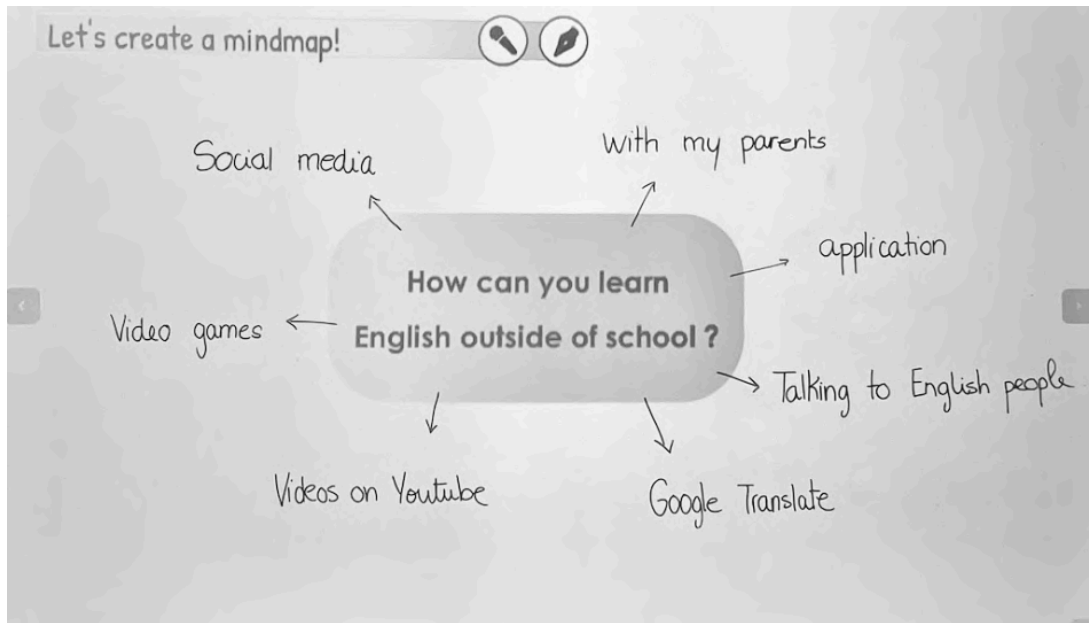 Let's create a mindmap!
Social media
with my parents
application
How can you learn
English outside of school ?
Video games
Talking to English people
Videos on Youtube
Google Translate